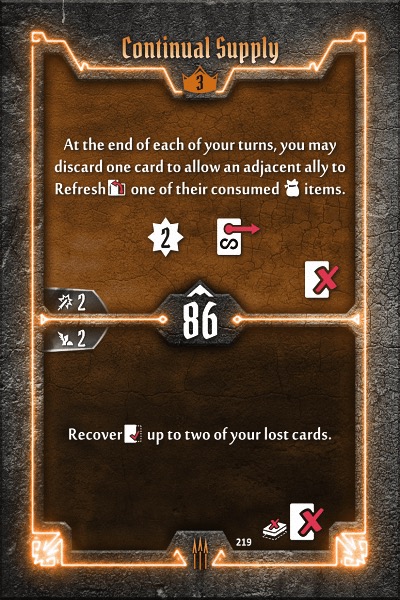 Continual Supply
3
At the end of each of your turns, you may
discard one card to allow an adjacent ally to
Refresh one of their consumed items.
2
2
86
2
Recover up to two of your lost cards.
219